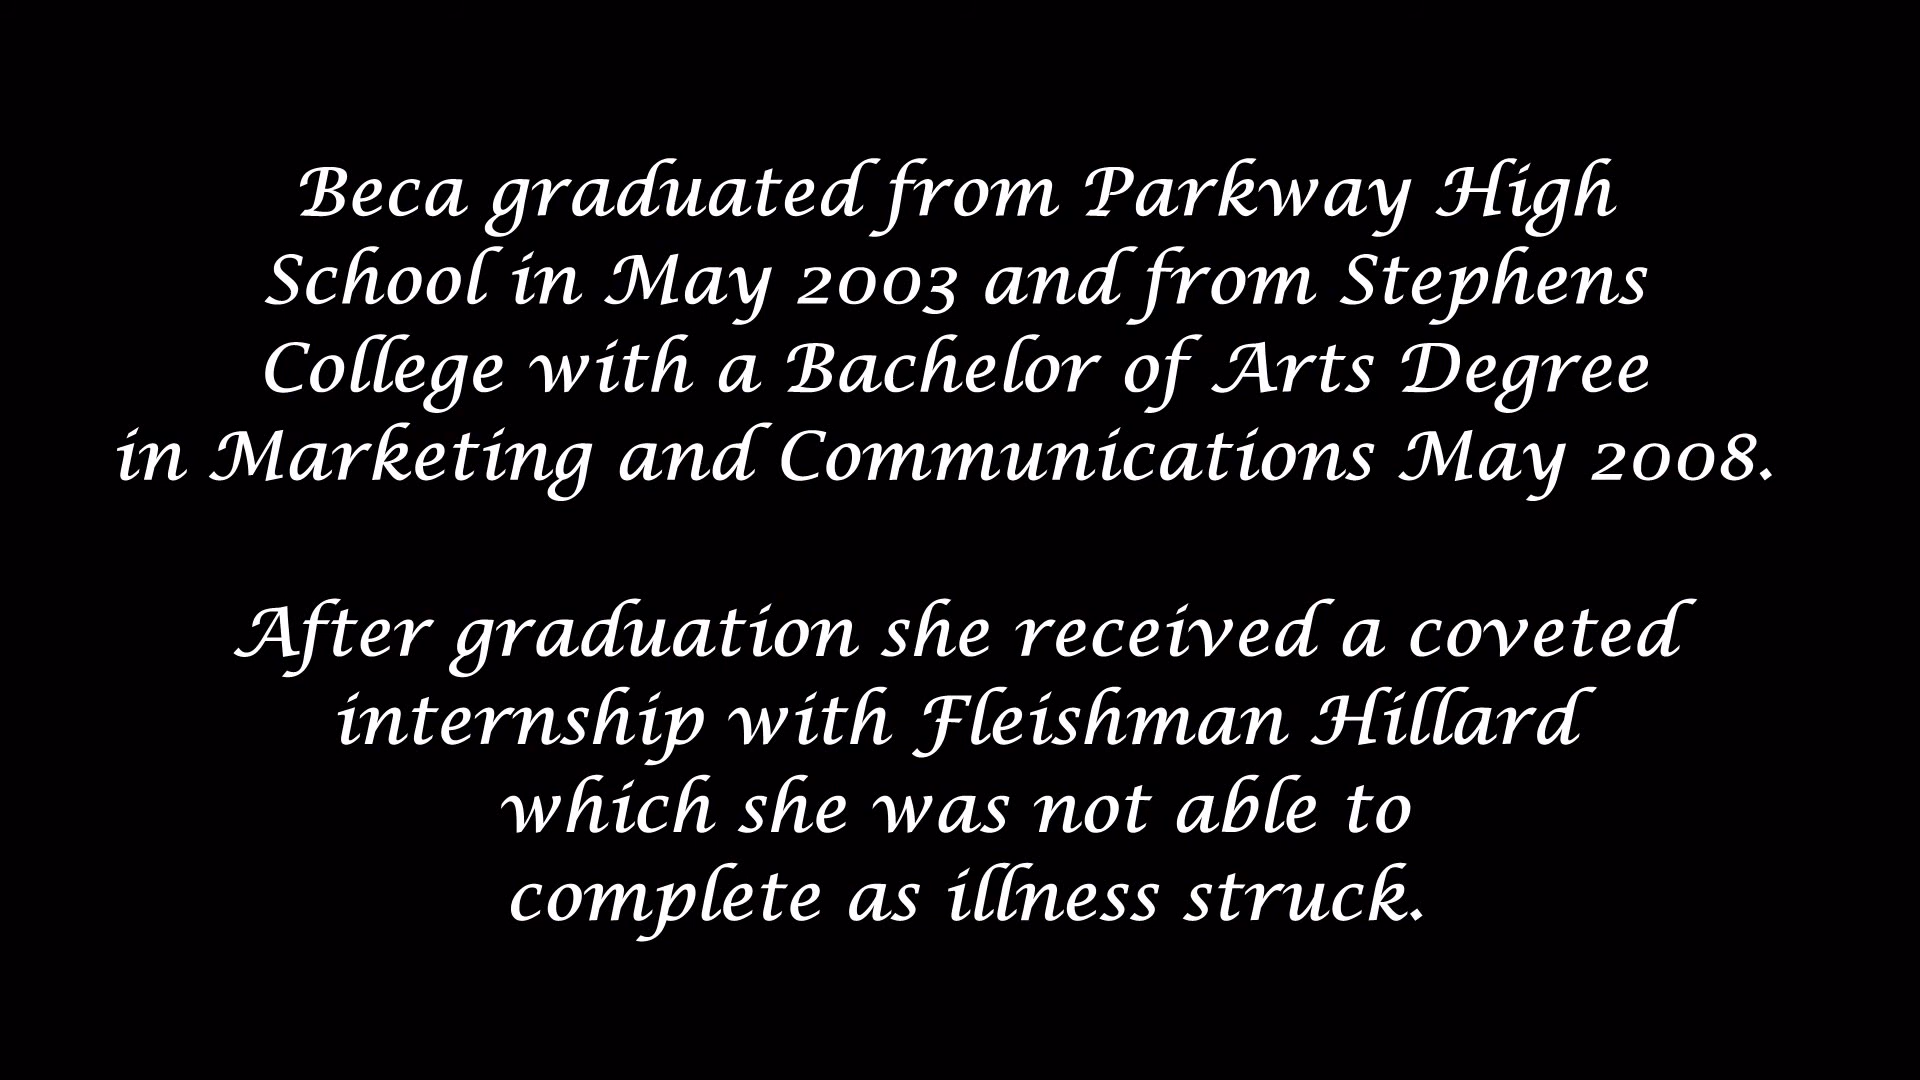 Beca graduated from Parkway High
School in May 2003 and from Stephens
College with a Bachelor of Arts Degree
in Marketing and Communications May 2008.
After graduation she received a coveted
internship with Fleishman Hillard
which she was not able to
complete as illness struck.